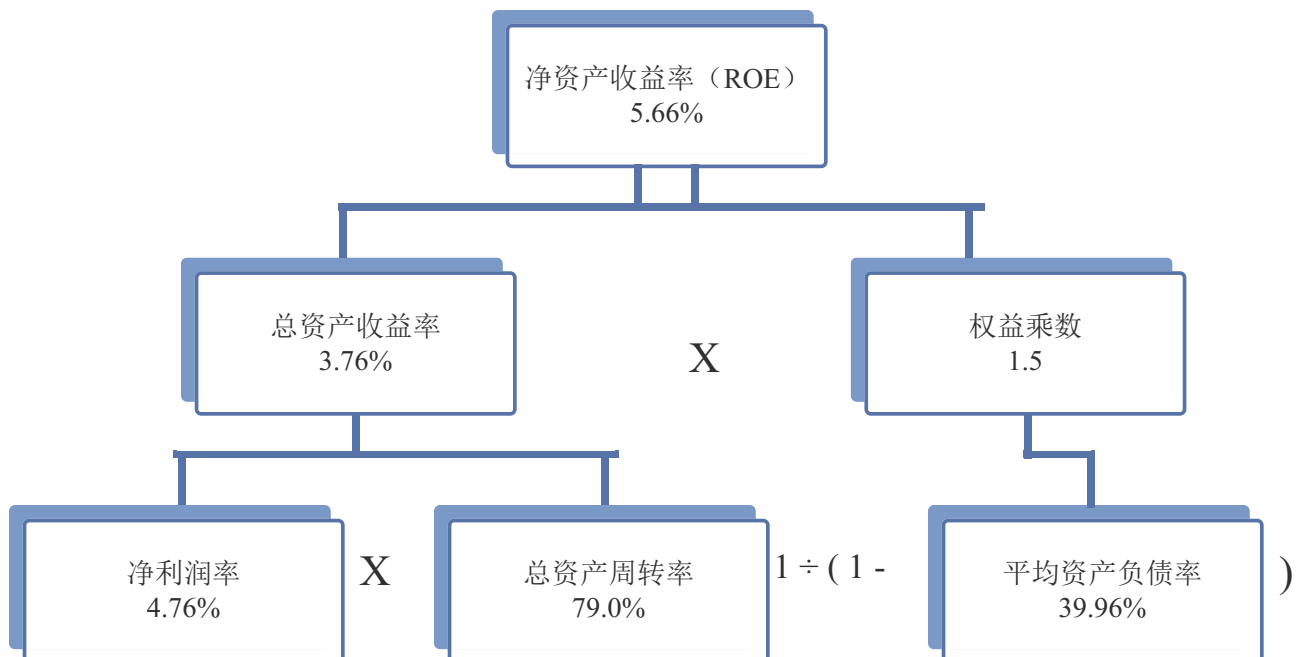 净资产收益率（ROE）
5.66%
总资产收益率
3.76%
X
权益乘数
1.5
净利润率
4.76%
X
总资产周转率
79.0%
1 ÷ ( 1 -
平均资产负债率
39.96%
)